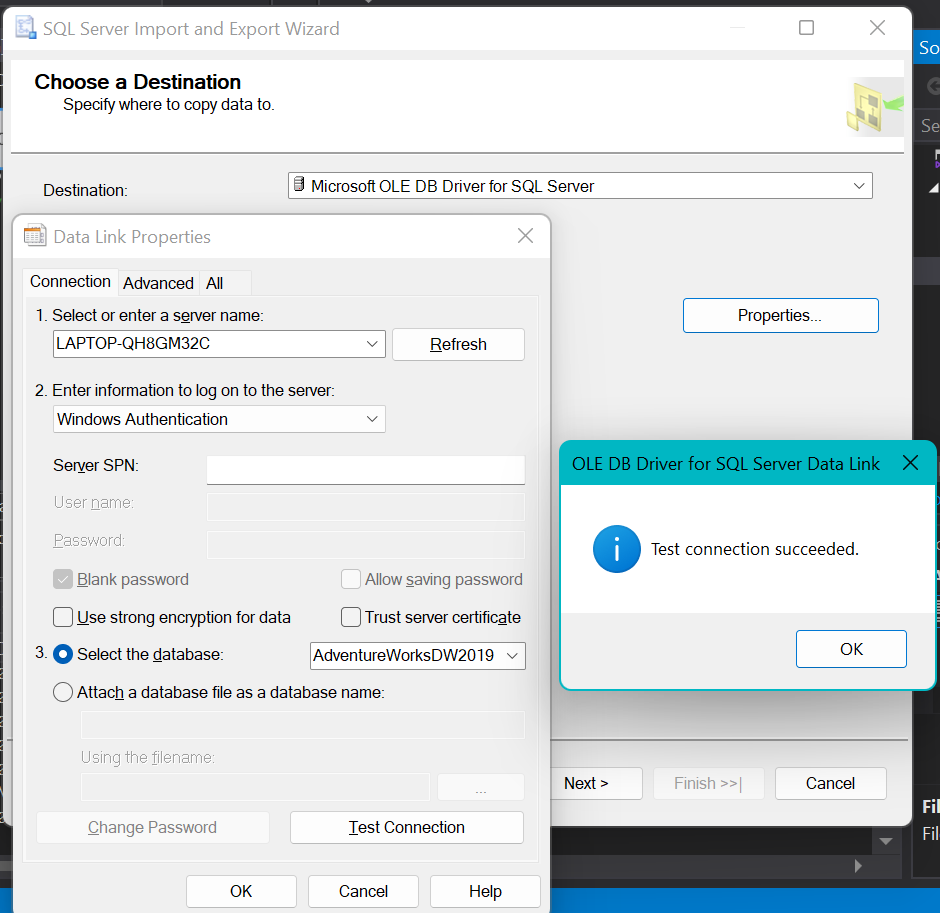 SQL Server Import and Export Wizard
Choose a Destination
Specify where to copy data to.
Destination:
Microsoft OLE DB Driver for SQL Server
Properties...
Data Link Properties
Connection
Advanced
All
1. Select or enter a server name:
LAPTOP-QH8GM32C
Refresh
2. Enter information to log on to the server:
Windows Authentication
Server SPN:
User name:
Password:
Blank password
Allow saving password
Use strong encryption for data
Trust server certificate
3. Select the database:
AdventureWorksDW2019
Attach a database file as a database name:
Using the filename:
...
Change Password
Test Connection
OK
Cancel
Help
OLE DB Driver for SQL Server Data Link
Test connection succeeded.
OK
Next >
Finish >>|
Cancel
So
Se
Fil
File